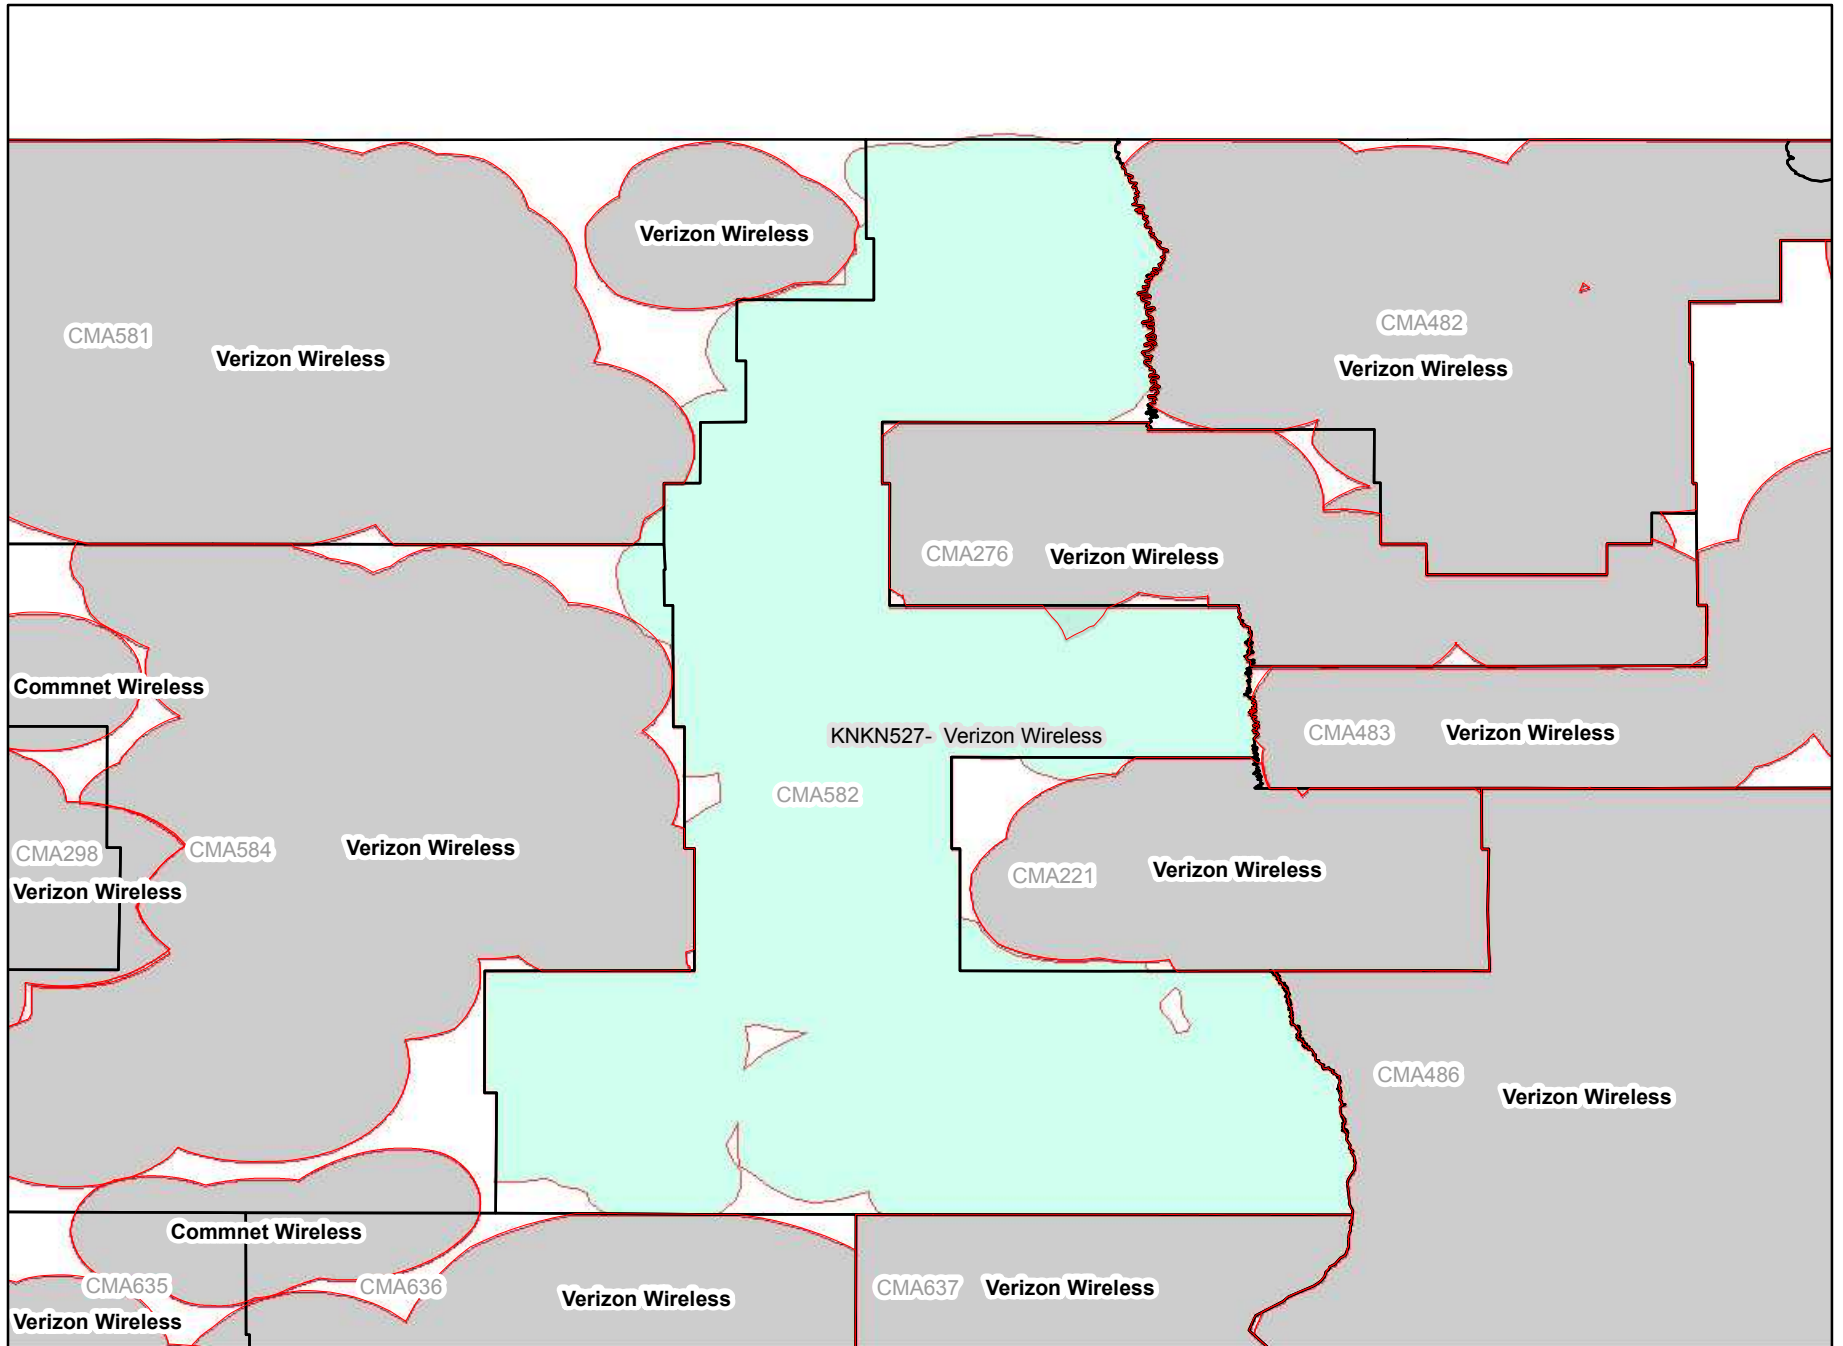 Verizon Wireless
CMA581
Verizon Wireless
CMA482
Verizon Wireless
CMA276
Verizon Wireless
Commnet Wireless
KNKN527- Verizon Wireless
CMA483
Verizon Wireless
CMA582
CMA298
CMA584
Verizon Wireless
Verizon Wireless
CMA221
Verizon Wireless
CMA486
Verizon Wireless
Commnet Wireless
CMA635
CMA636
Verizon Wireless
CMA637
Verizon Wireless
Verizon Wireless